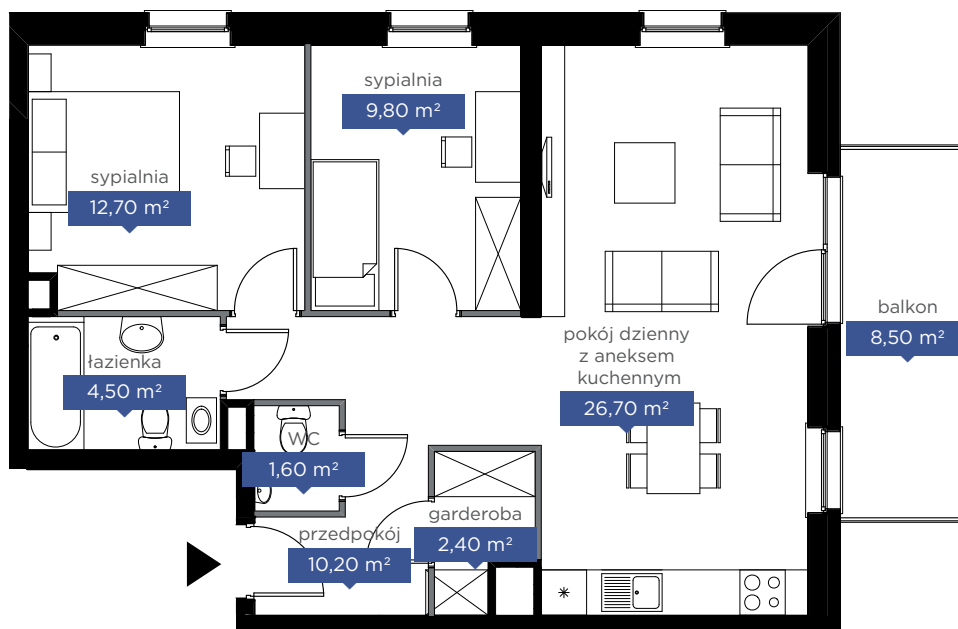 sypialnia
9,80 m²
sypialnia
12,70 m²
balkon
8,50 m²
pokój dzienny
z aneksem
kuchennym
26,70 m²
łazienka
4,50 m²
WC
1,60 m²
garderoba
2,40 m²
przedpokój
10,20 m²